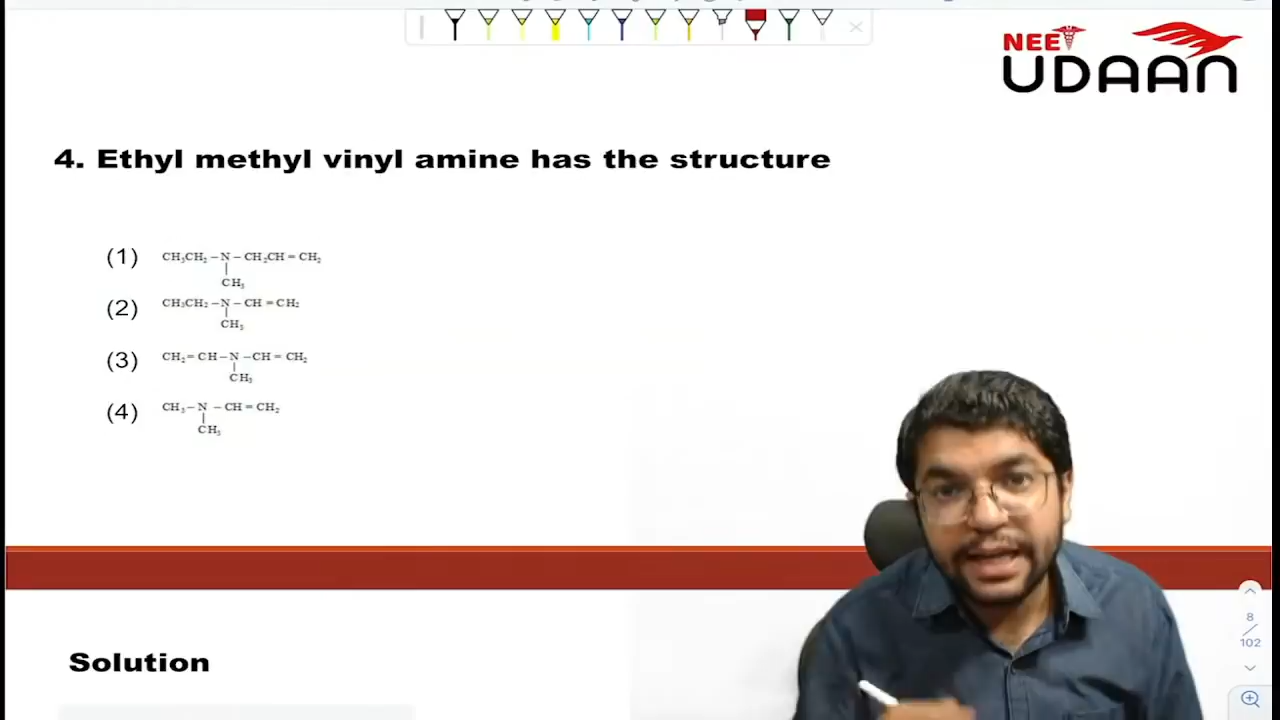 NEET
UDAAN
4. Ethyl methyl vinyl amine has the structure
(1) CH₃CH₂ – N – CH₂CH = CH₂
|
CH₃
(2) CH₃CH₂ – N – CH = CH₂
|
CH₃
(3) CH₂ = CH – N – CH = CH₂
|
CH₃
(4) CH₃ – N – CH = CH₂
|
CH₃
8
102
Solution